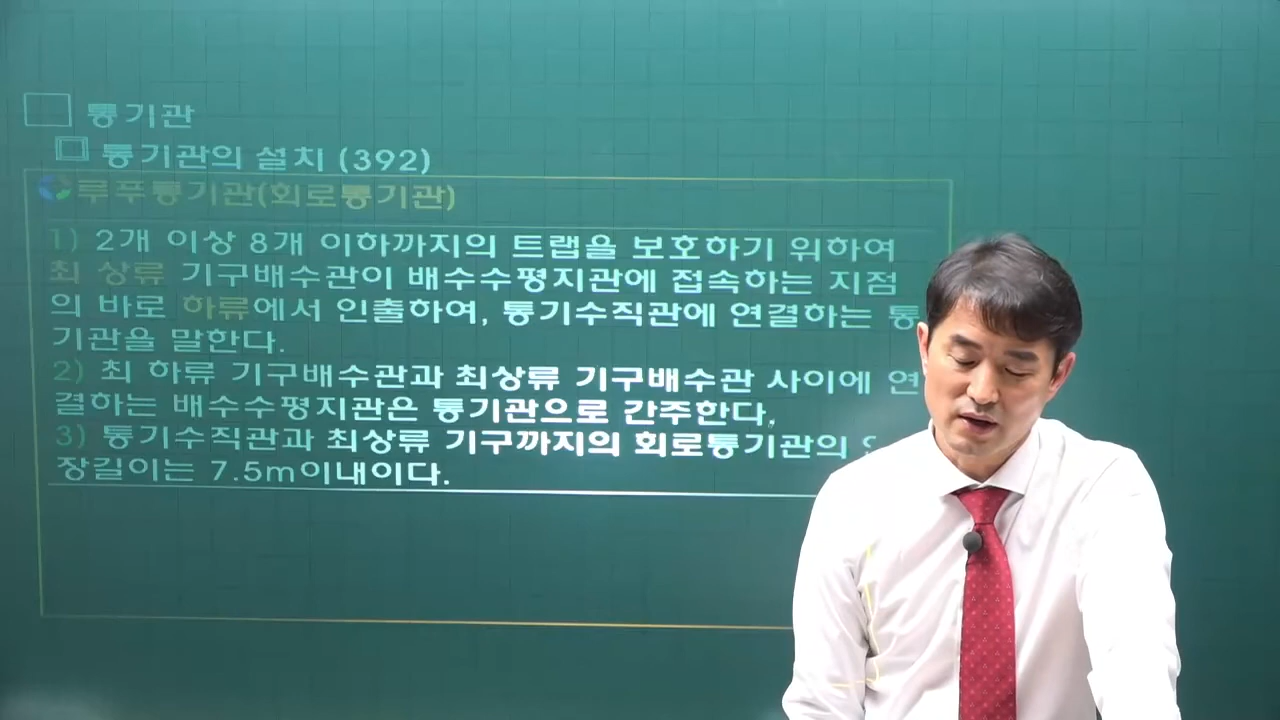 통기관
통기관의 설치 (392)
루푸통기관(회로통기관)
1) 2개 이상 8개 이하까지의 트랩을 보호하기 위하여
최 상류 기구배수관이 배수수평지관에 접속하는 지점
의 바로 하류에서 인출하여, 통기수직관에 연결하는 통
기관을 말한다.
2) 최 하류 기구배수관과 최상류 기구배수관 사이에 연
결하는 배수수평지관은 통기관으로 간주한다.
3) 통기수직관과 최상류 기구까지의 회로통기관의
장길이는 7.5m이내이다.